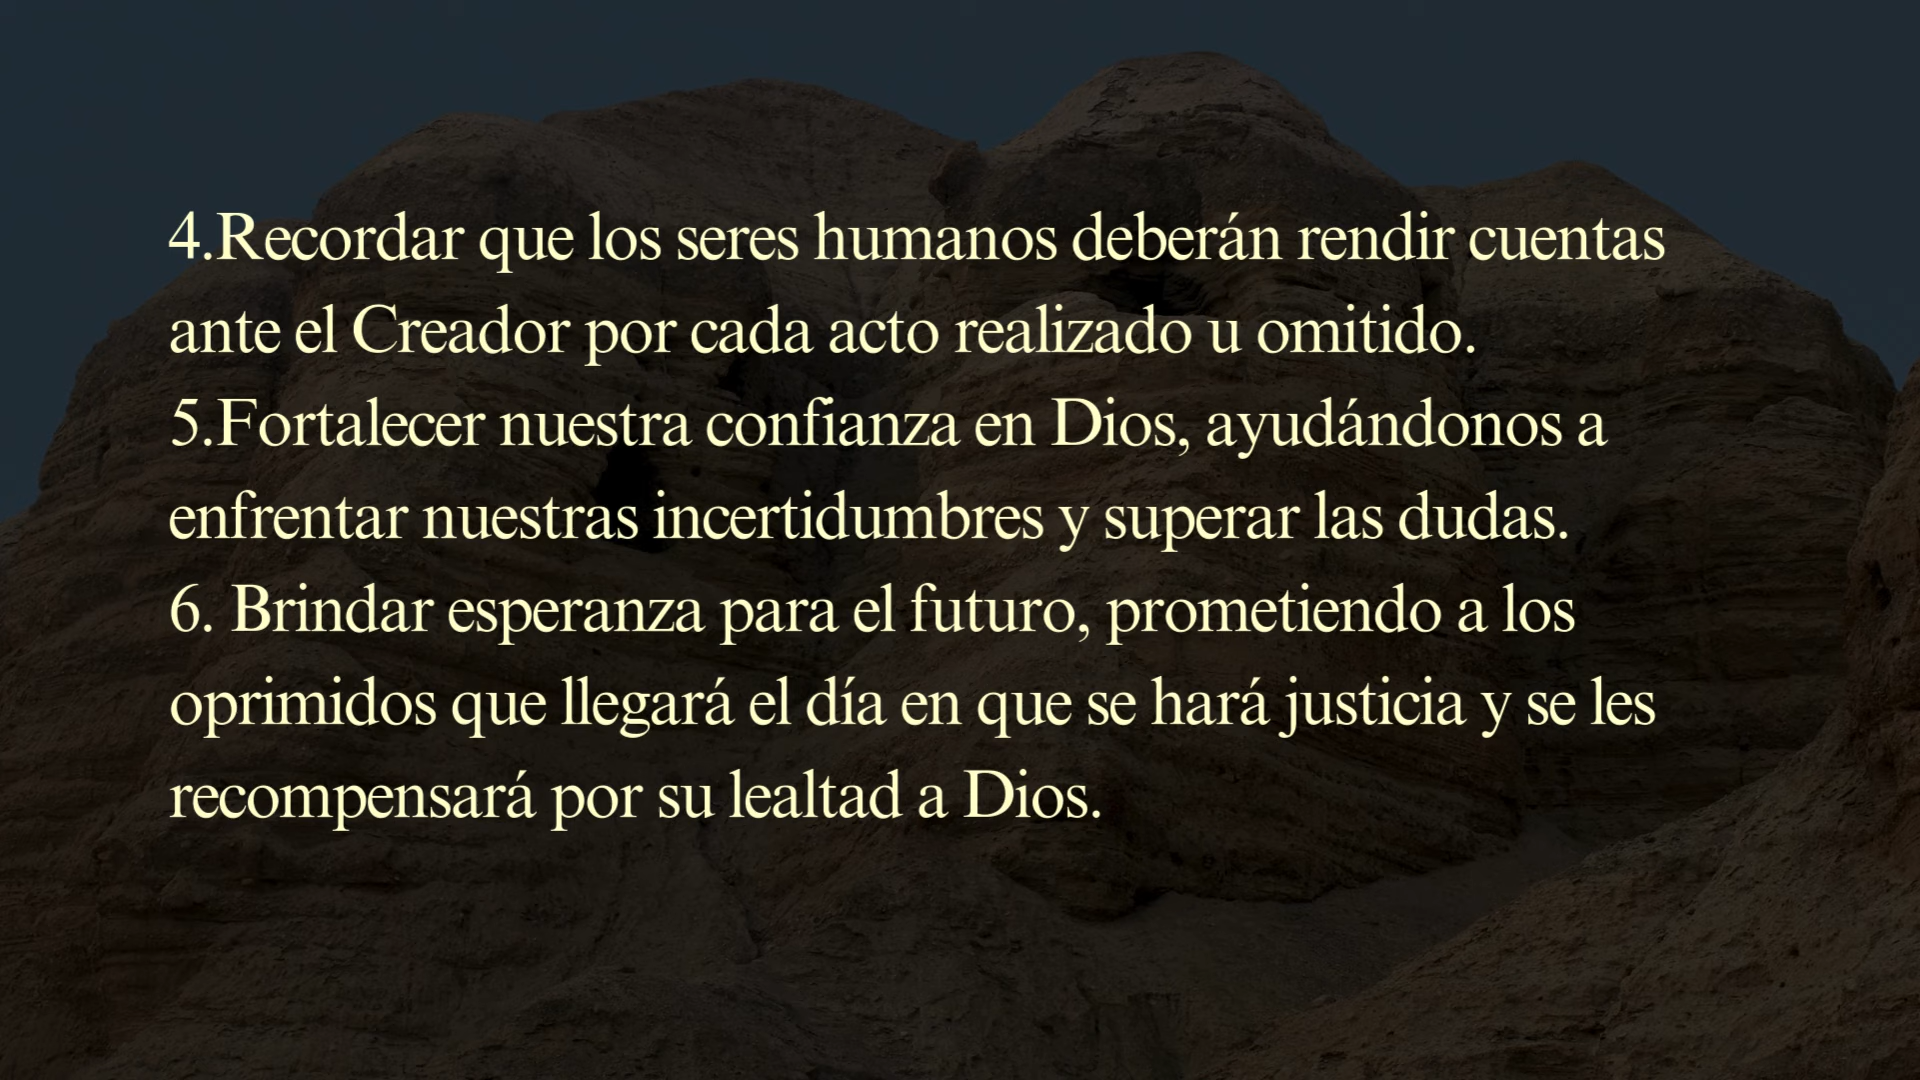 4.Recordar que los seres humanos deberán rendir cuentas
ante el Creador por cada acto realizado u omitido.
5.Fortalecer nuestra confianza en Dios, ayudándonos a
enfrentar nuestras incertidumbres y superar las dudas.
6. Brindar esperanza para el futuro, prometiendo a los
oprimidos que llegará el día en que se hará justicia y se les
recompensará por su lealtad a Dios.